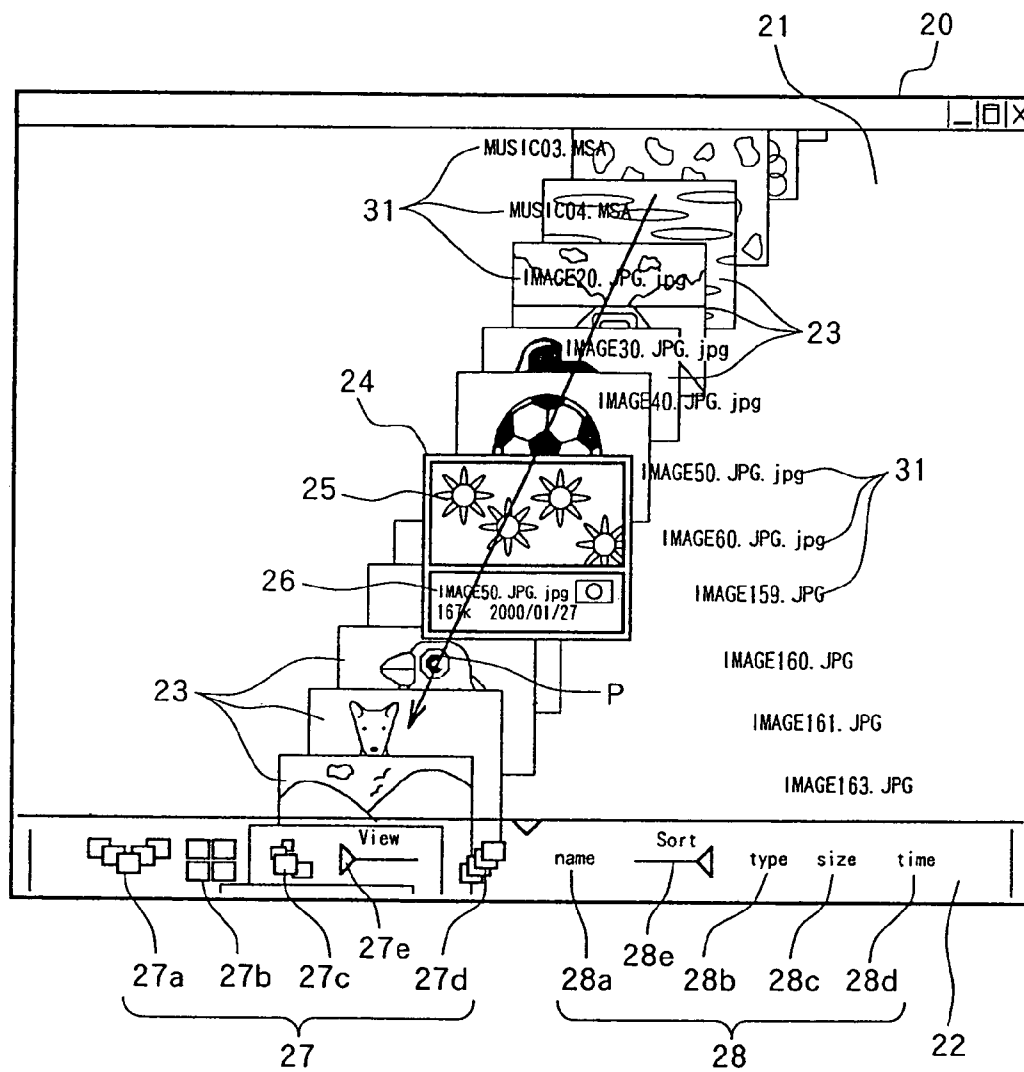 20
21
MUSIC03.MSA
31
MUSIC04.MSA
IMAGE20.JPG.jpg
23
IMAGE30.JPG.jpg
24
IMAGE40.JPG.jpg
IMAGE50.JPG.jpg
31
25
IMAGE60.JPG.jpg
26
IMAGE50.JPG.jpg
IMAGE159.JPG
167k 2000/01/27
IMAGE160.JPG
23
P
IMAGE161.JPG
IMAGE163.JPG
View
Sort
name type size time
27a 27b 27c 27e 27d 28a 28e 28b 28c 28d
27 28 22